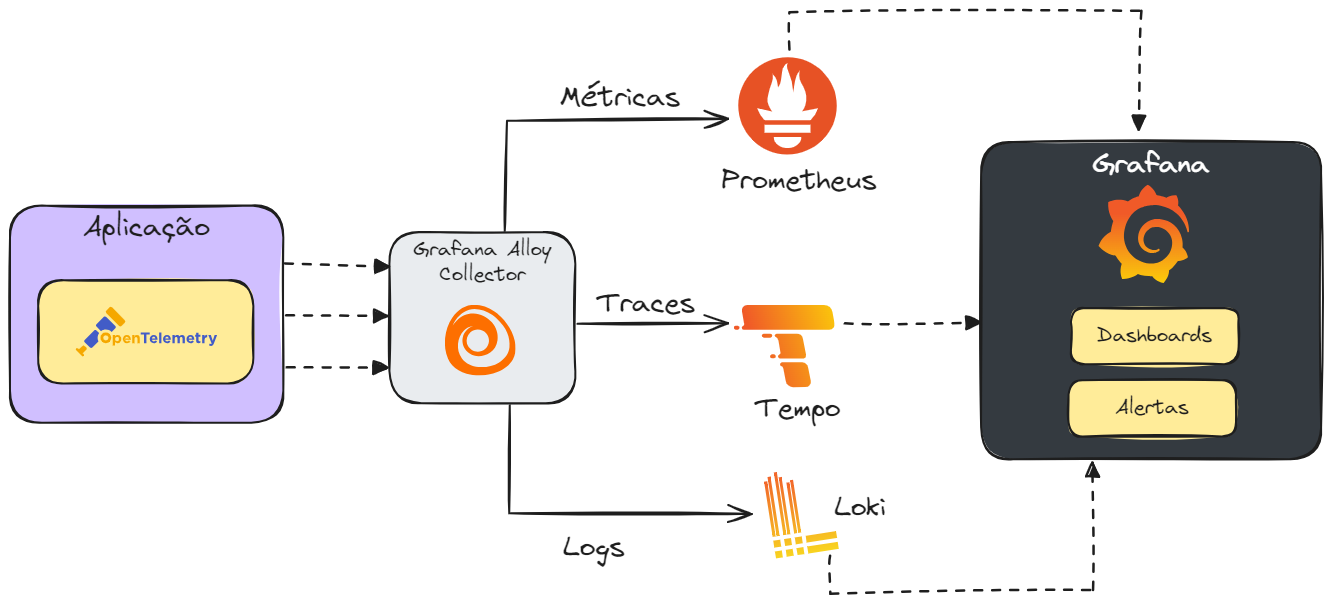 Métricas
Prometheus
Grafana
Aplicação
OpenTelemetry
Grafana Alloy
Collector
Traces
Tempo
Dashboards
Alertas
Loki
Logs